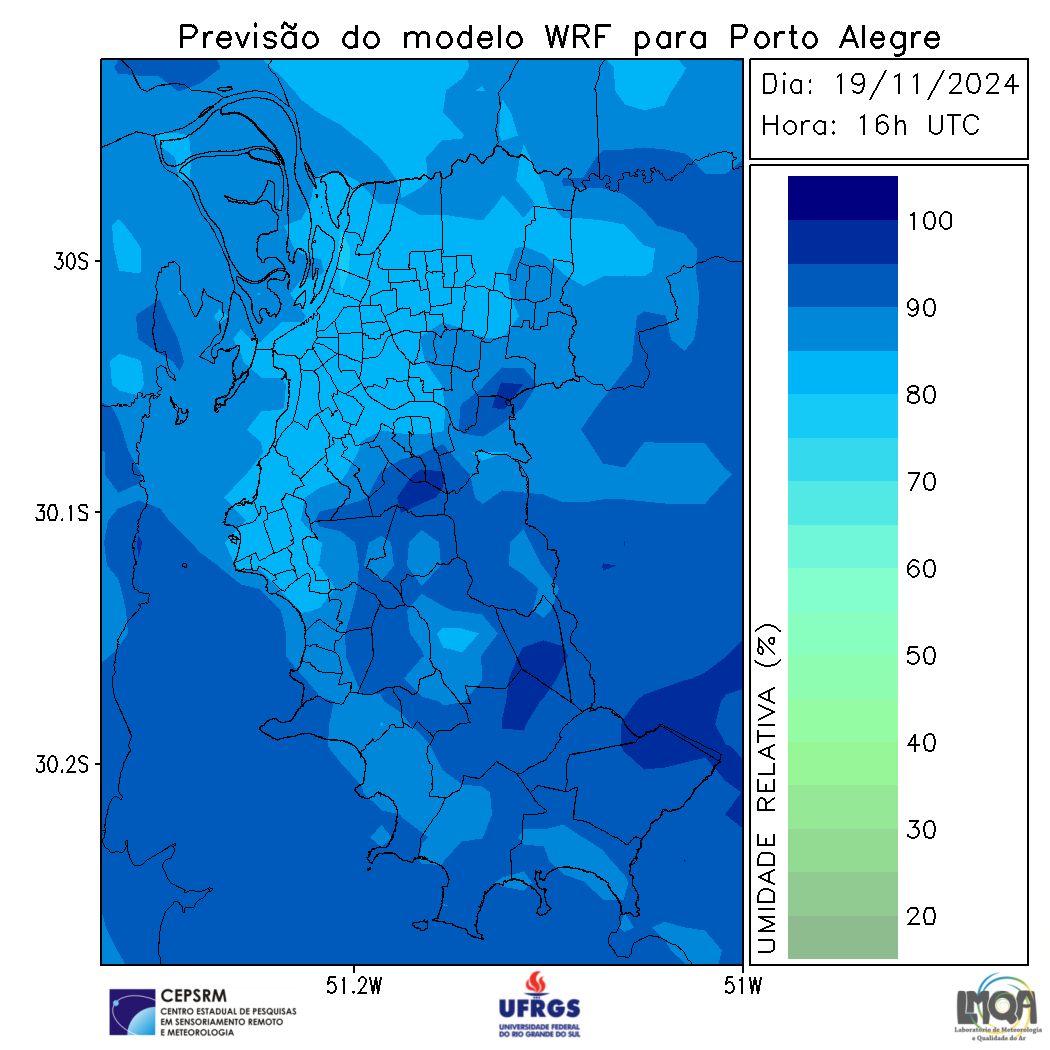 Previsão do modelo WRF para Porto Alegre
Dia: 19/11/2024
Hora: 16h UTC
30S
30.1S
30.2S
51.2W
51W
UMIDADE RELATIVA (%)
100
90
80
70
60
50
40
30
20
CEPSRM
CENTRO ESTADUAL DE PESQUISAS
EM SENSORIAMENTO REMOTO
E METEOROLOGIA
UFRGS
UNIVERSIDADE FEDERAL
DO RIO GRANDE DO SUL
LMQA
Laboratório de Meteorologia
e Qualidade do Ar